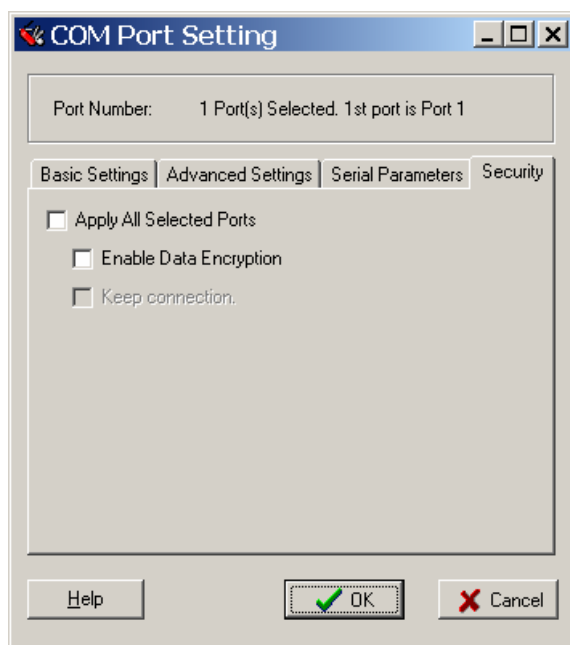 COM Port Setting
Port Number: 1 Port(s) Selected. 1st port is Port 1
Basic Settings Advanced Settings Serial Parameters Security
Apply All Selected Ports
Enable Data Encryption
Keep connection.
Help OK Cancel